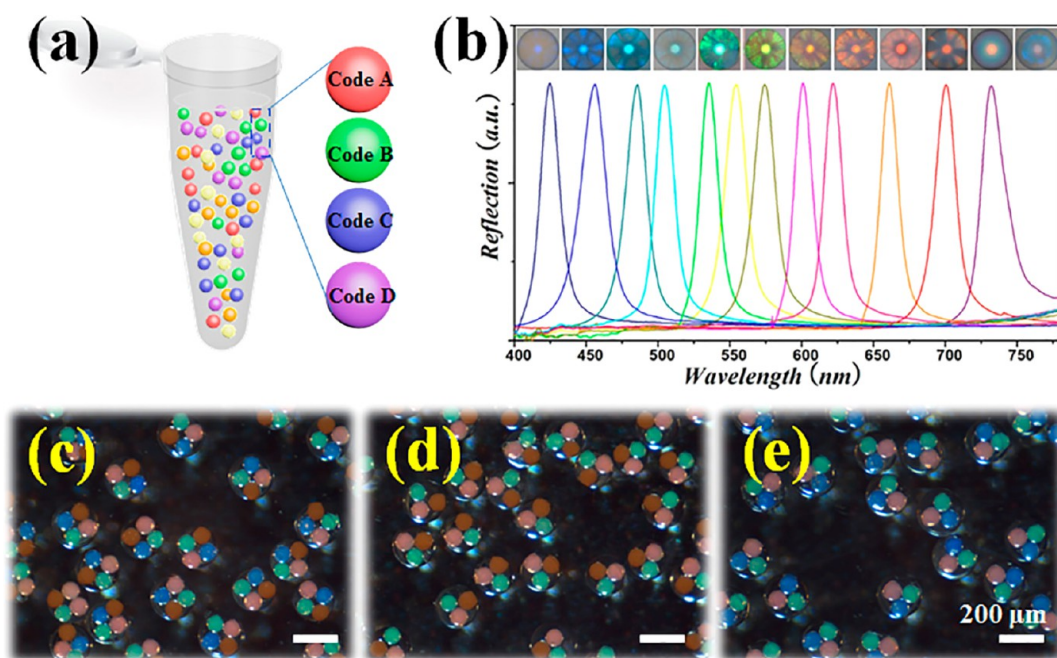 (a)
Code A
Code B
Code C
Code D
(b)
Reflection (a.u.)
400 450 500 550 600 650 700 750
Wavelength (nm)
(c)
(d)
(e)
200 μm